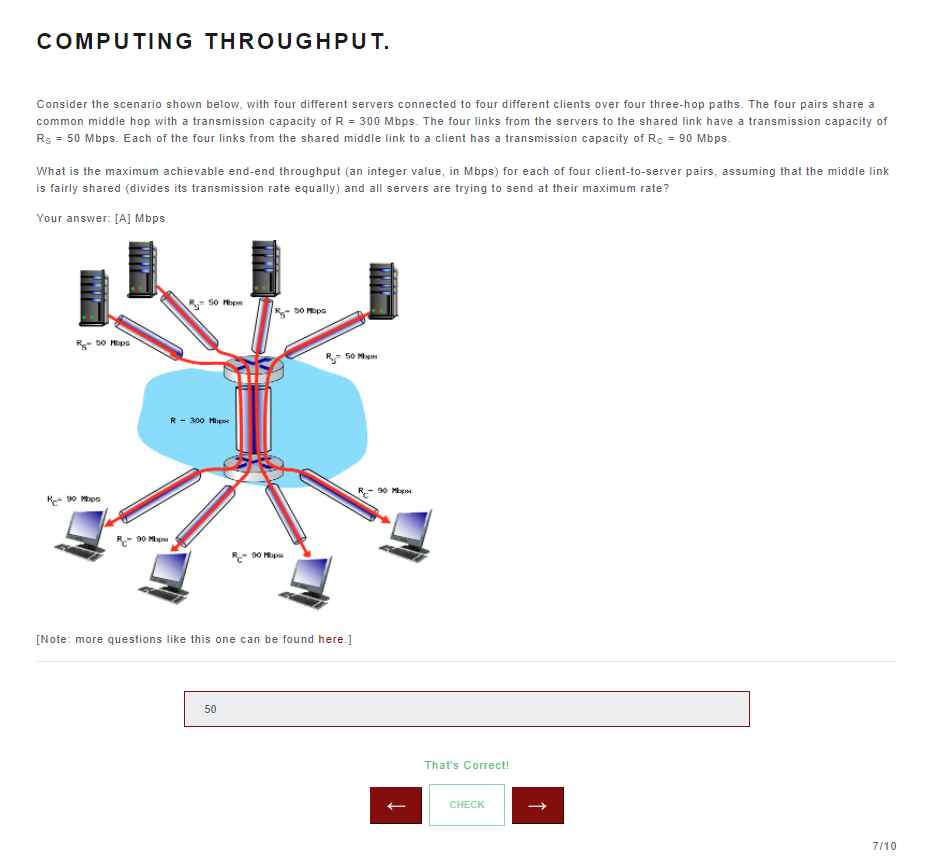 COMPUTING THROUGHPUT.
Consider the scenario shown below, with four different servers connected to four different clients over four three-hop paths. The four pairs share a
common middle hop with a transmission capacity of R = 300 Mbps. The four links from the servers to the shared link have a transmission capacity of
RS = 50 Mbps. Each of the four links from the shared middle link to a client has a transmission capacity of RC = 90 Mbps.
What is the maximum achievable end-end throughput (an integer value, in Mbps) for each of four client-to-server pairs, assuming that the middle link
is fairly shared (divides its transmission rate equally) and all servers are trying to send at their maximum rate?
Your answer: [A] Mbps
RS= 50 Mbps
RS= 50 Mbps
RS= 50 Mbps
RS= 50 Mbps
R = 300 Mbps
RC= 90 Mbps
RC= 90 Mbps
RC= 90 Mbps
RC= 90 Mbps
[Note: more questions like this one can be found here.]
50
That's Correct!
← CHECK →
7/10